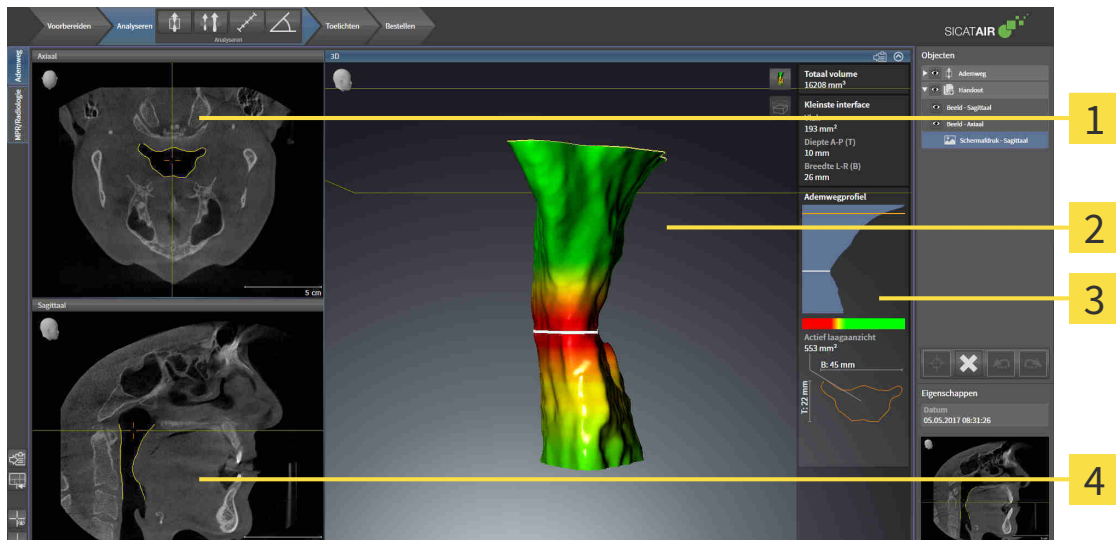 Voorbereiden
Analyseren
Analyseren
Toelichten
Bestellen
SICATAIR
Ademweg
MPR/Radiologie
Axiaal
5 cm
Sagittaal
3D
Totaal volume
16208 mm³
Kleinste interface
193 mm²
Diepte A-P (T)
10 mm
Breedte L-R (B)
26 mm
Ademwegprofiel
Actief laagaanzicht
553 mm²
B: 45 mm
T: 22 mm
Objecten
Ademweg
Handout
Beeld - Sagittaal
Beeld - Axiaal
Schermafdruk - Sagittaal
Eigenschappen
Datum
05.05.2017 08:31:26
1
2
3
4